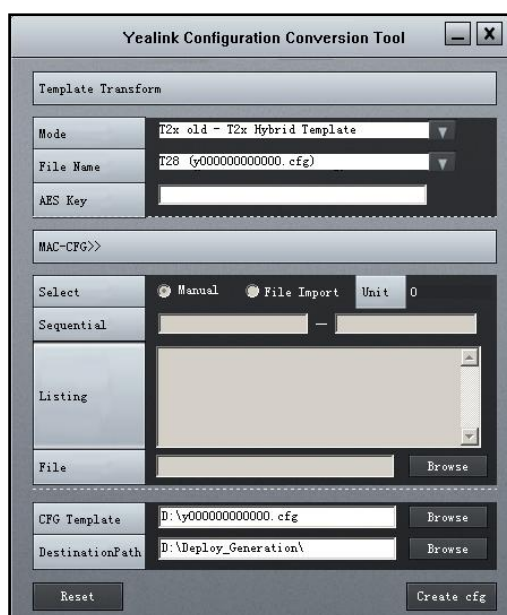 Yealink Configuration Conversion Tool
Template Transform
Mode T2x old - T2x Hybrid Template
File Name T28 (y000000000000.cfg)
AES Key
MAC-CFG>>
Select Manual File Import Unit 0
Sequential —
Listing
File Browse
CFG Template D:\y000000000000.cfg Browse
DestinationPath D:\Deploy_Generation\ Browse
Reset Create cfg